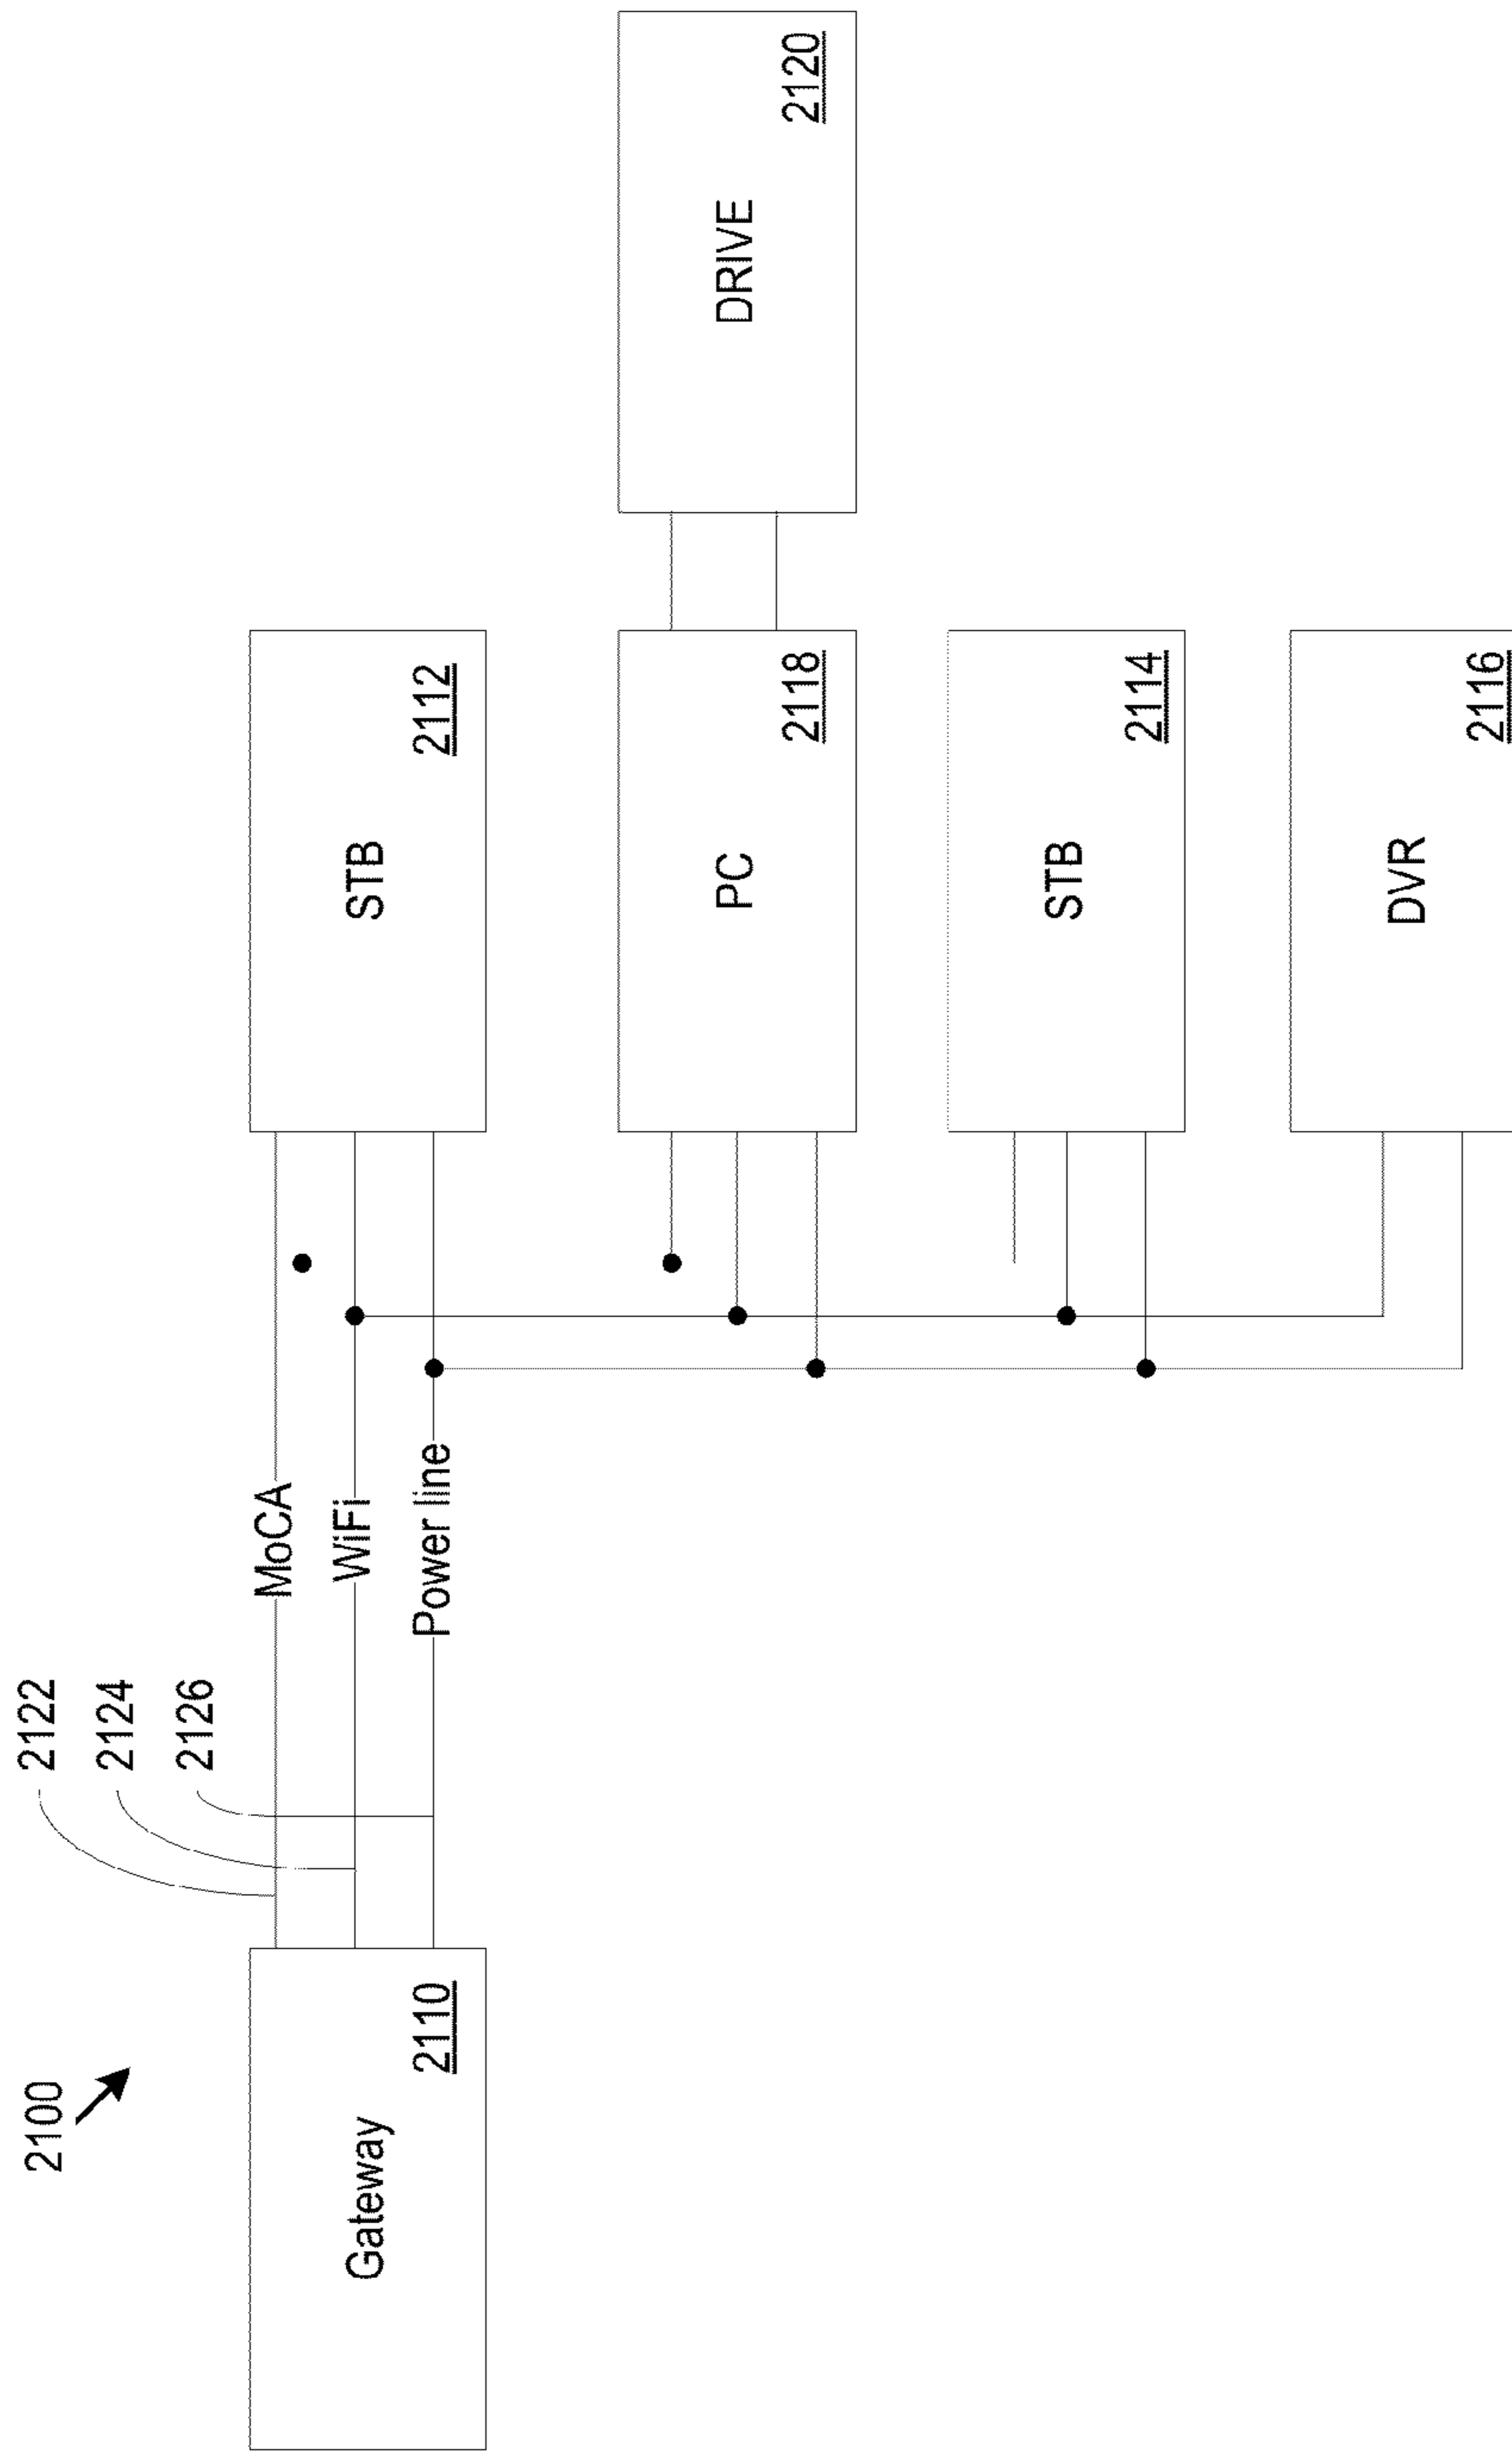 2100
Gateway
2110
2122
2124
2126
MoCA
WiFi
Power line
STB
2112
PC
2118
STB
2114
DVR
2116
DRIVE
2120